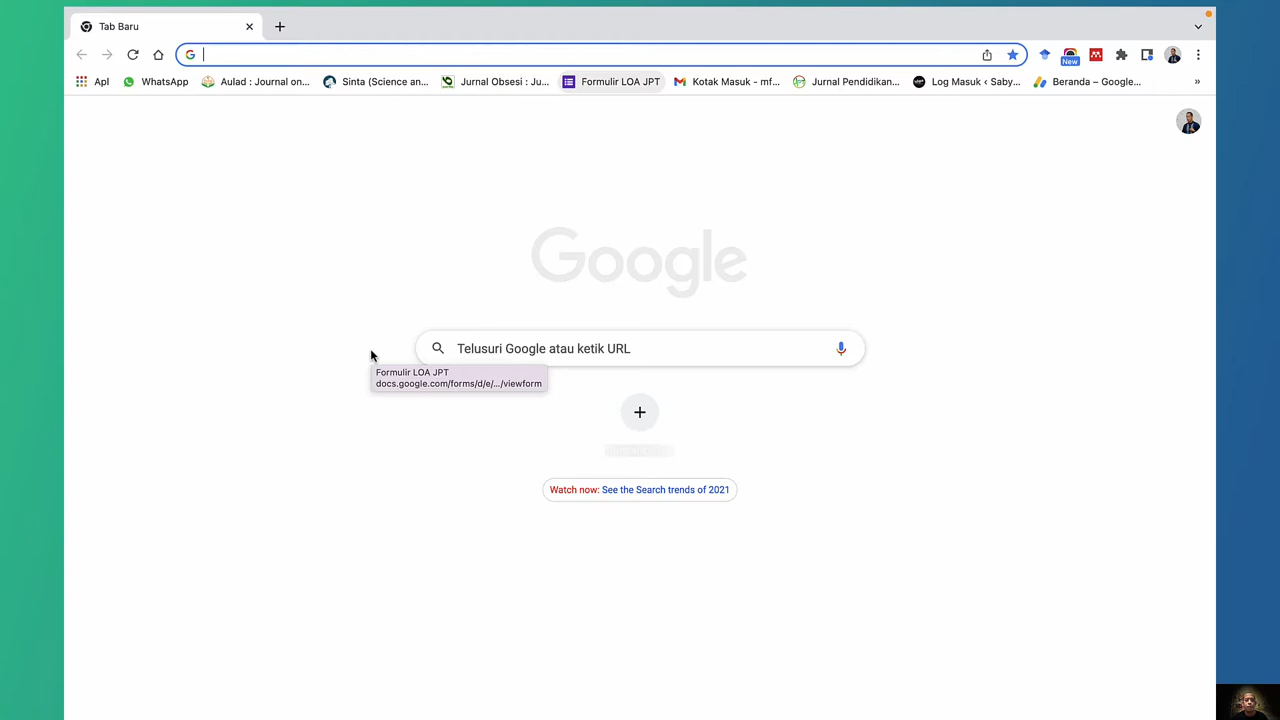 Tab Baru
New
Apl
WhatsApp
Aulad : Journal on...
Sinta (Science an...
Jurnal Obsesi : Ju...
Formulir LOA JPT
Kotak Masuk - mf...
Jurnal Pendidikan...
Log Masuk ‹ Saby...
Beranda – Google...
»
Google
Telusuri Google atau ketik URL
Formulir LOA JPT
docs.google.com/forms/d/e/.../viewform
Watch now: See the Search trends of 2021